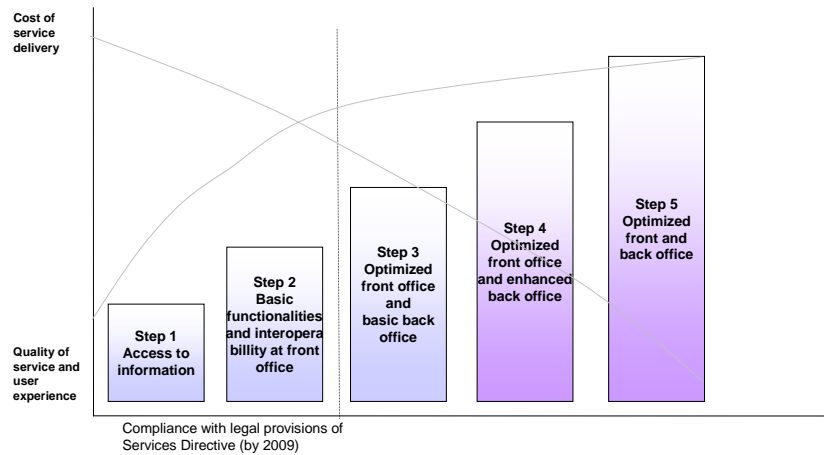 Cost of
service
delivery
Quality of
service and
user
experience
Step 1
Access to
information
Step 2
Basic
functionalities
and interopera
billity at front
office
Step 3
Optimized
front office
and
basic back
office
Step 4
Optimized
front office
and enhanced
back office
Step 5
Optimized
front and
back office
Compliance with legal provisions of
Services Directive (by 2009)